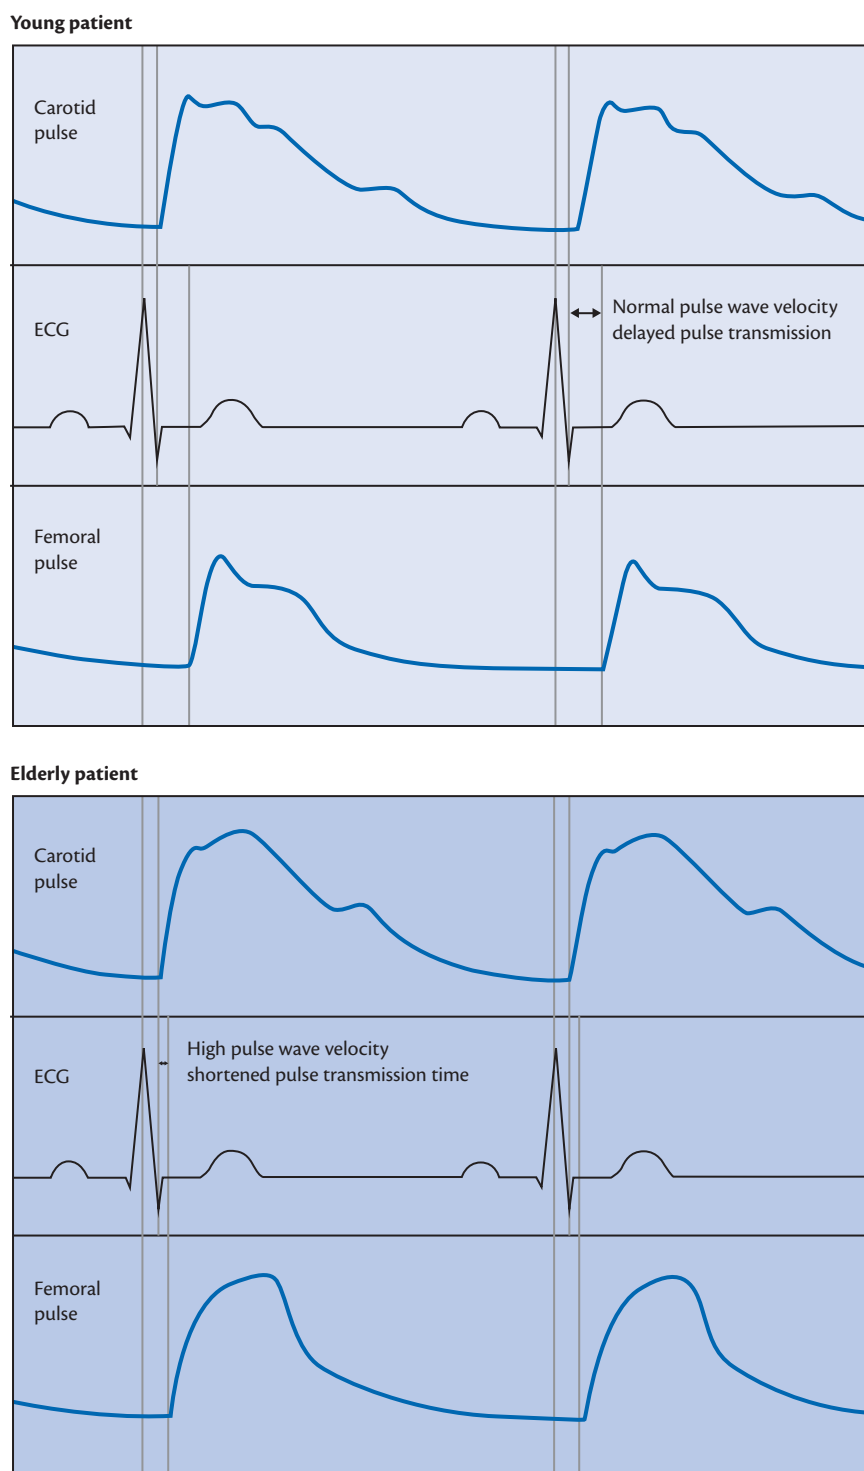 Young patient
Carotid
pulse
ECG
Normal pulse wave velocity
delayed pulse transmission
Femoral
pulse
Elderly patient
Carotid
pulse
ECG
High pulse wave velocity
shortened pulse transmission time
Femoral
pulse